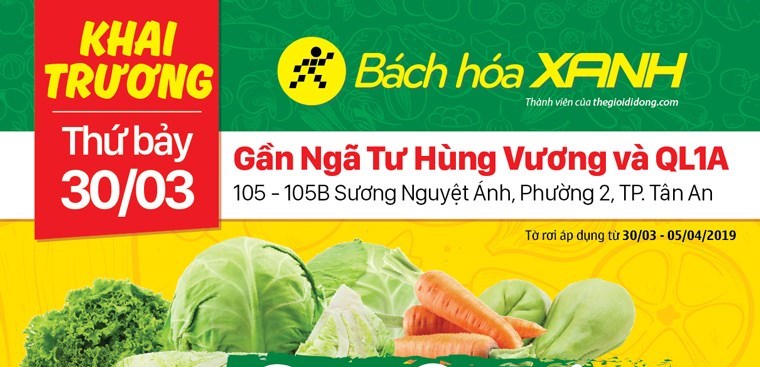 KHAI
TRƯƠNG
Thứ bảy
30/03
Bách hóa XANH
Thành viên của thegioididong.com
Gần Ngã Tư Hùng Vương và QL1A
105 - 105B Sương Nguyệt Ánh, Phường 2, TP. Tân An
Tờ rơi áp dụng từ 30/03 - 05/04/2019